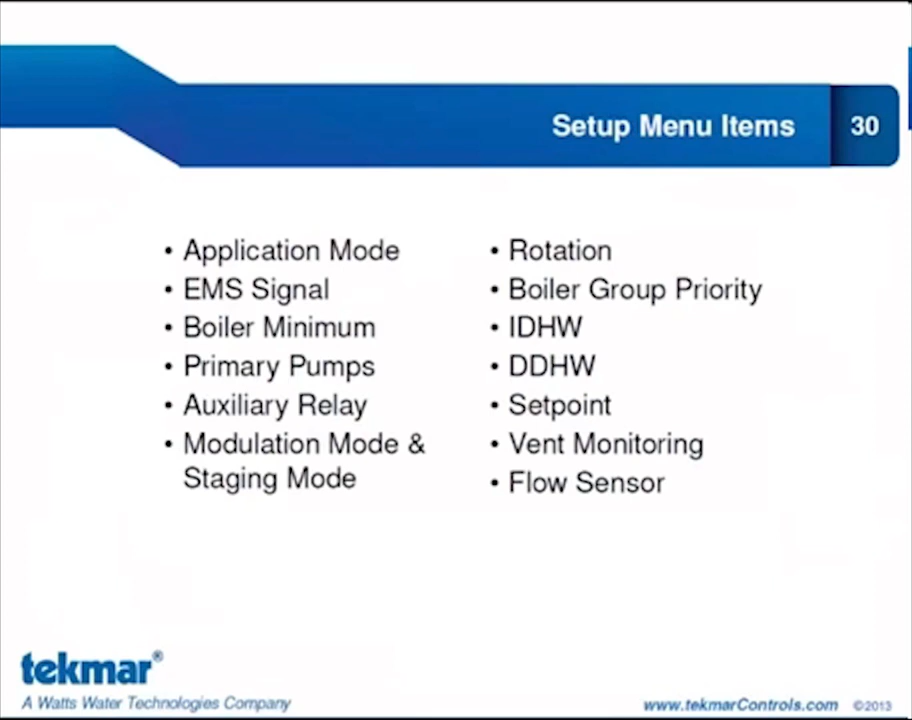 Setup Menu Items
30
• Application Mode
• EMS Signal
• Boiler Minimum
• Primary Pumps
• Auxiliary Relay
• Modulation Mode &
Staging Mode
• Rotation
• Boiler Group Priority
• IDHW
• DDHW
• Setpoint
• Vent Monitoring
• Flow Sensor
tekmar®
A Watts Water Technologies Company
www.tekmarControls.com ©2013